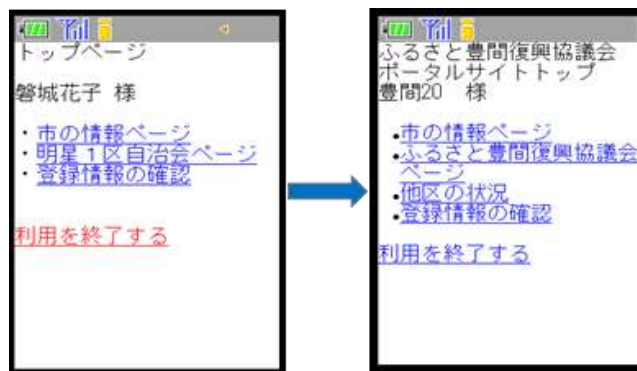 トップページ
磐城花子 様
・市の情報ページ
・明星１区自治会ページ
・登録情報の確認
利用を終了する
ふるさと豊間復興協議会
ポータルサイトトップ
豊間20 様
・市の情報ページ
・ふるさと豊間復興協議会
ページ
・他区の状況
・登録情報の確認
利用を終了する